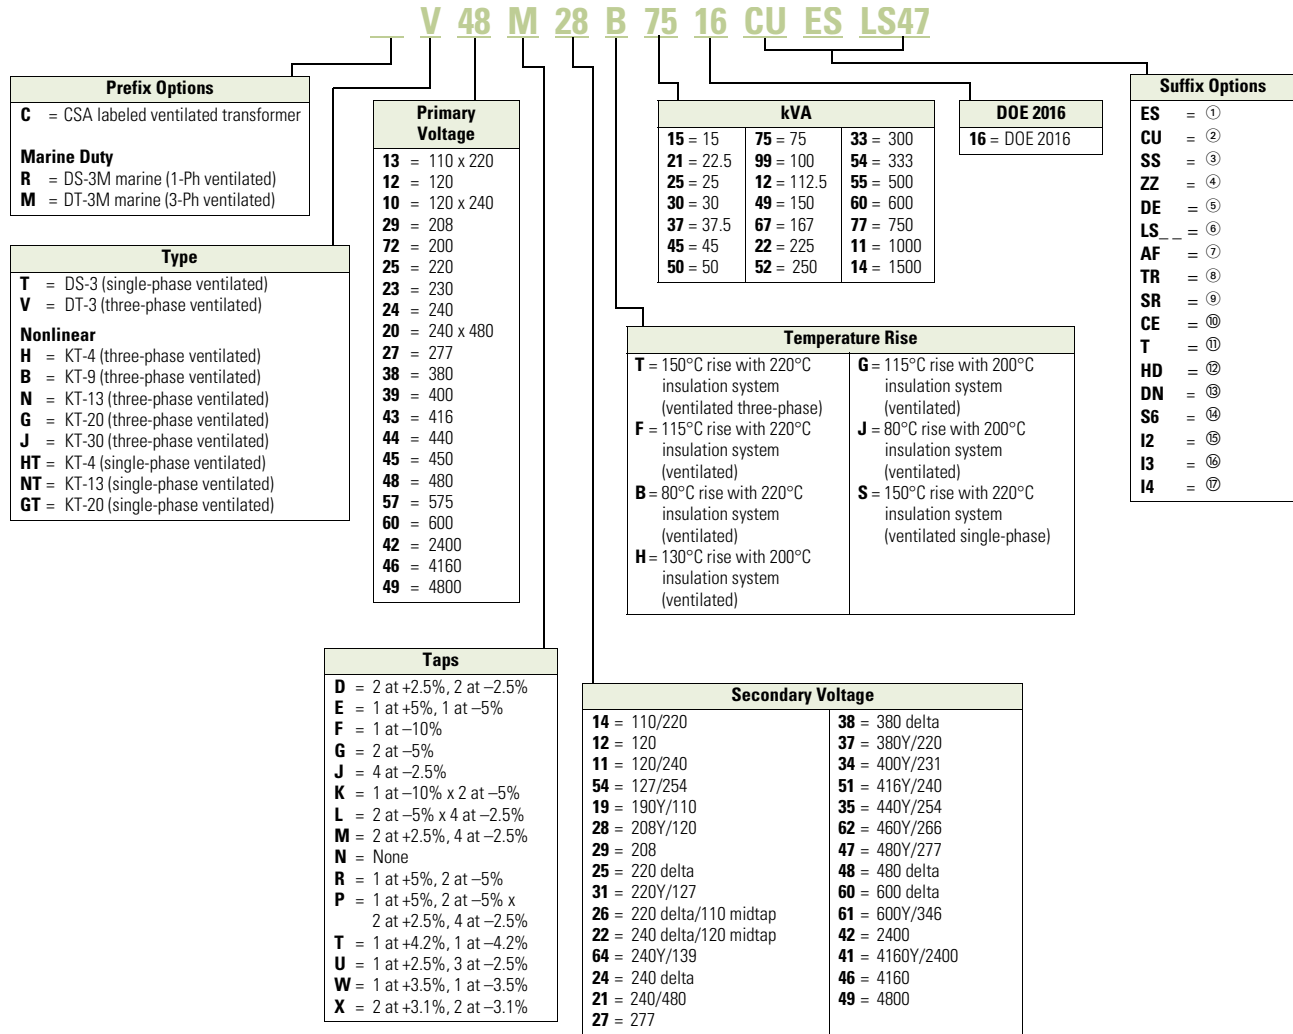 __ V 48 M 28 B 75 16 CU ES LS47
Prefix Options
C = CSA labeled ventilated transformer
Marine Duty
R = DS-3M marine (1-Ph ventilated)
M = DT-3M marine (3-Ph ventilated)
Type
T = DS-3 (single-phase ventilated)
V = DT-3 (three-phase ventilated)
Nonlinear
H = KT-4 (three-phase ventilated)
B = KT-9 (three-phase ventilated)
N = KT-13 (three-phase ventilated)
G = KT-20 (three-phase ventilated)
J = KT-30 (three-phase ventilated)
HT = KT-4 (single-phase ventilated)
NT = KT-13 (single-phase ventilated)
GT = KT-20 (single-phase ventilated)
Primary
Voltage
13 = 110 x 220
12 = 120
10 = 120 x 240
29 = 208
72 = 200
25 = 220
23 = 230
24 = 240
20 = 240 x 480
27 = 277
38 = 380
39 = 400
43 = 416
44 = 440
45 = 450
48 = 480
57 = 575
60 = 600
42 = 2400
46 = 4160
49 = 4800
kVA
15 = 15
21 = 22.5
25 = 25
30 = 30
37 = 37.5
45 = 45
50 = 50
75 = 75
99 = 100
12 = 112.5
49 = 150
67 = 167
22 = 225
52 = 250
33 = 300
54 = 333
55 = 500
60 = 600
77 = 750
11 = 1000
14 = 1500
DOE 2016
16 = DOE 2016
Suffix Options
ES = ①
CU = ②
SS = ③
ZZ = ④
DE = ⑤
LS_ _ = ⑥
AF = ⑦
TR = ⑧
SR = ⑨
CE = ⑩
T = ⑪
HD = ⑫
DN = ⑬
S6 = ⑭
I2 = ⑮
I3 = ⑯
I4 = ⑰
Temperature Rise
T = 150°C rise with 220°C
insulation system
(ventilated three-phase)
F = 115°C rise with 220°C
insulation system
(ventilated)
B = 80°C rise with 220°C
insulation system
(ventilated)
H = 130°C rise with 200°C
insulation system
(ventilated)
G = 115°C rise with 200°C
insulation system
(ventilated)
J = 80°C rise with 200°C
insulation system
(ventilated)
S = 150°C rise with 220°C
insulation system
(ventilated single-phase)
Taps
D = 2 at +2.5%, 2 at –2.5%
E = 1 at +5%, 1 at –5%
F = 1 at –10%
G = 2 at –5%
J = 4 at –2.5%
K = 1 at –10% x 2 at –5%
L = 2 at –5% x 4 at –2.5%
M = 2 at +2.5%, 4 at –2.5%
N = None
R = 1 at +5%, 2 at –5%
P = 1 at +5%, 2 at –5% x
2 at +2.5%, 4 at –2.5%
T = 1 at +4.2%, 1 at –4.2%
U = 1 at +2.5%, 3 at –2.5%
W = 1 at +3.5%, 1 at –3.5%
X = 2 at +3.1%, 2 at –3.1%
Secondary Voltage
14 = 110/220
12 = 120
11 = 120/240
54 = 127/254
19 = 190Y/110
28 = 208Y/120
29 = 208
25 = 220 delta
31 = 220Y/127
26 = 220 delta/110 midtap
22 = 240 delta/120 midtap
64 = 240Y/139
24 = 240 delta
21 = 240/480
27 = 277
38 = 380 delta
37 = 380Y/220
34 = 400Y/231
51 = 416Y/240
35 = 440Y/254
62 = 460Y/266
47 = 480Y/277
48 = 480 delta
60 = 600 delta
61 = 600Y/346
42 = 2400
41 = 4160Y/2400
46 = 4160
49 = 4800